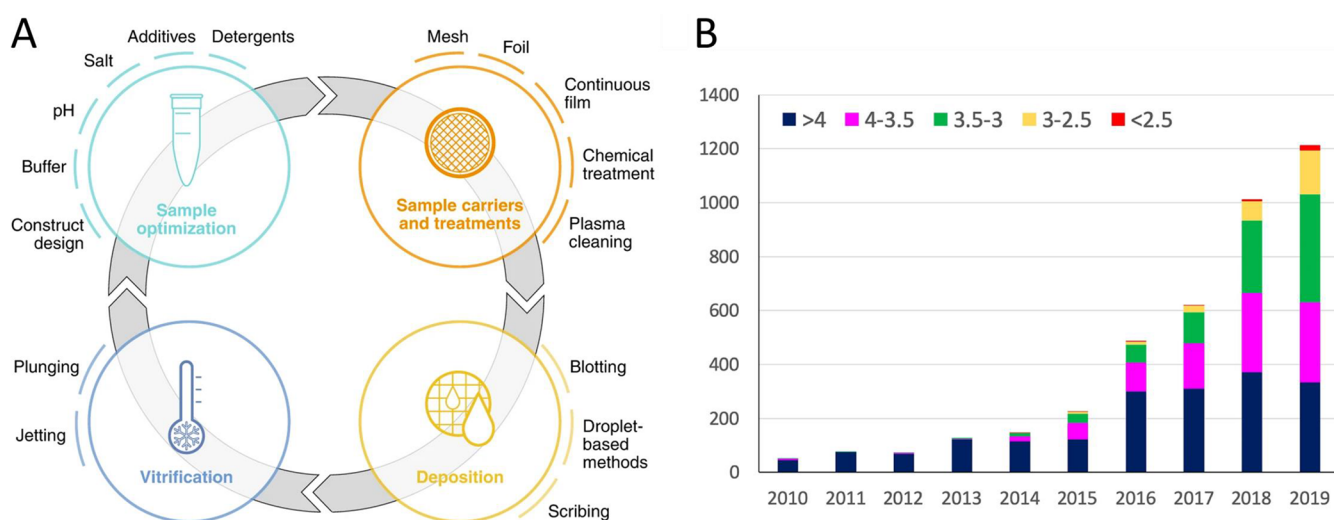 A
Additives Detergents
Salt
pH
Buffer
Construct
design
Sample
optimization
Mesh
Foil
Continuous
film
Chemical
treatment
Plasma
cleaning
Sample carriers
and treatments
Plunging
Jetting
Vitrification
Blotting
Droplet-
based
methods
Scribing
Deposition
B
>4 4-3.5 3.5-3 3-2.5 <2.5
1400
1200
1000
800
600
400
200
0
2010 2011 2012 2013 2014 2015 2016 2017 2018 2019